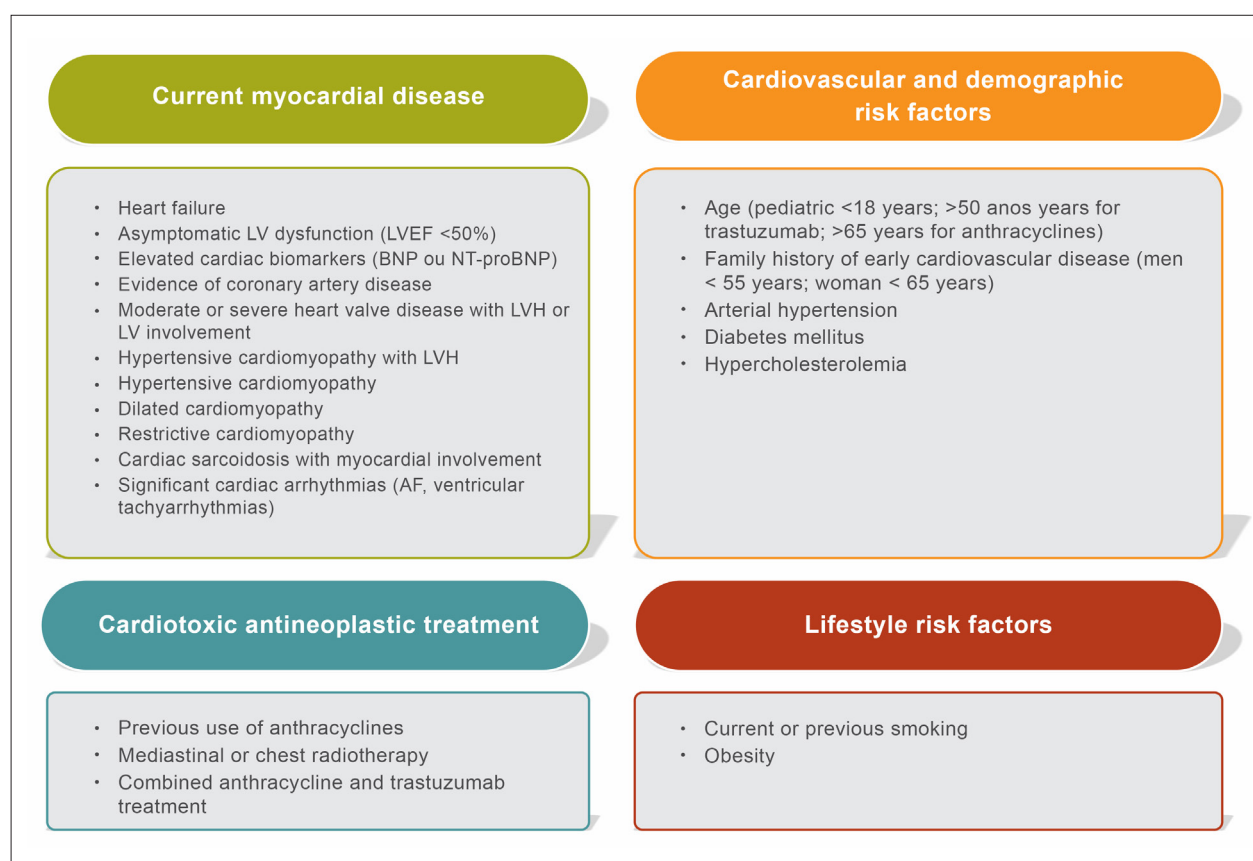 Current myocardial disease
• Heart failure
• Asymptomatic LV dysfunction (LVEF <50%)
• Elevated cardiac biomarkers (BNP ou NT-proBNP)
• Evidence of coronary artery disease
• Moderate or severe heart valve disease with LVH or
LV involvement
• Hypertensive cardiomyopathy with LVH
• Hypertensive cardiomyopathy
• Dilated cardiomyopathy
• Restrictive cardiomyopathy
• Cardiac sarcoidosis with myocardial involvement
• Significant cardiac arrhythmias (AF, ventricular
tachyarrhythmias)
Cardiovascular and demographic
risk factors
• Age (pediatric <18 years; >50 anos years for
trastuzumab; >65 years for anthracyclines)
• Family history of early cardiovascular disease (men
< 55 years; woman < 65 years)
• Arterial hypertension
• Diabetes mellitus
• Hypercholesterolemia
Cardiotoxic antineoplastic treatment
• Previous use of anthracyclines
• Mediastinal or chest radiotherapy
• Combined anthracycline and trastuzumab
treatment
Lifestyle risk factors
• Current or previous smoking
• Obesity